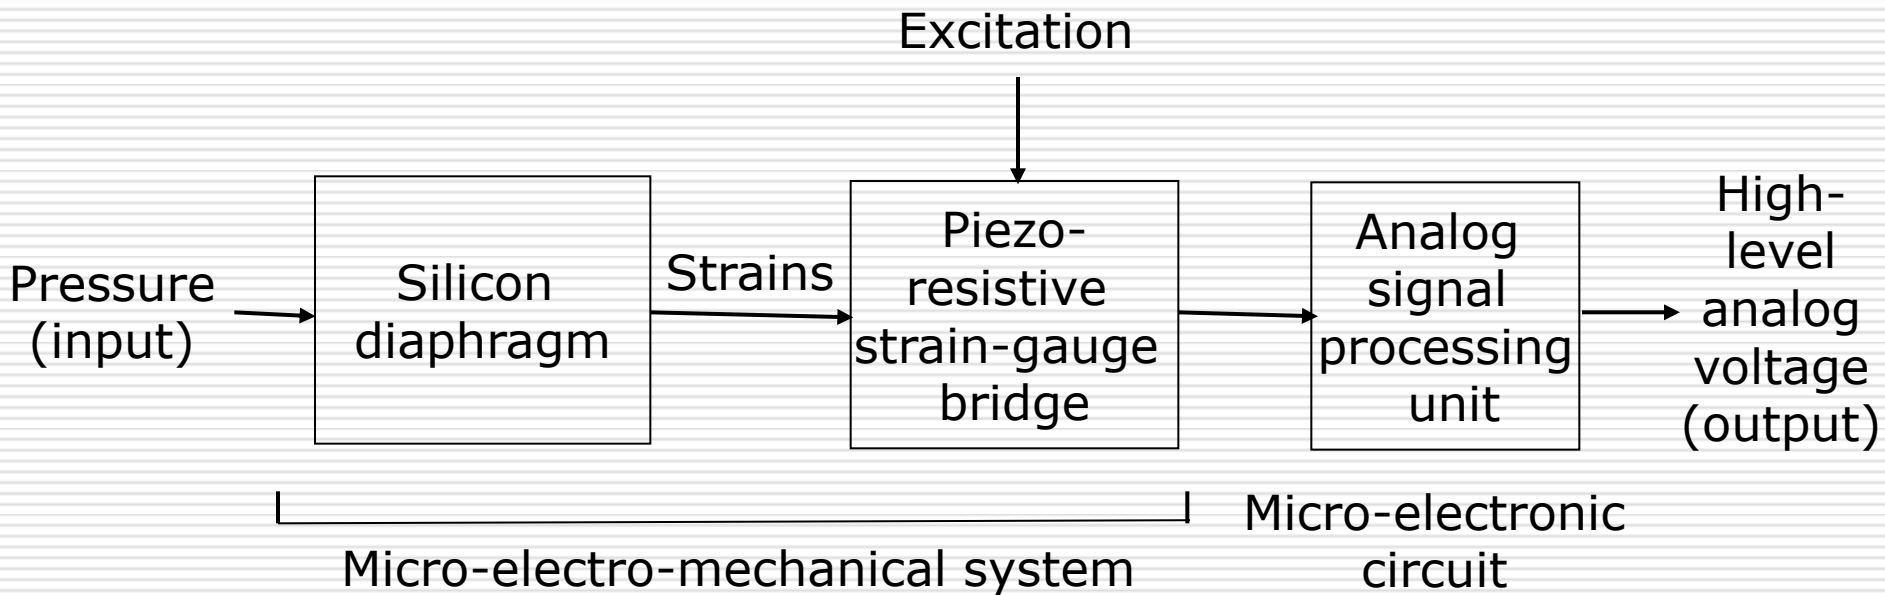 Excitation
Pressure
(input)
Silicon
diaphragm
Strains
Piezo-
resistive
strain-gauge
bridge
Analog
signal
processing
unit
High-
level
analog
voltage
(output)
Micro-electro-mechanical system
Micro-electronic
circuit